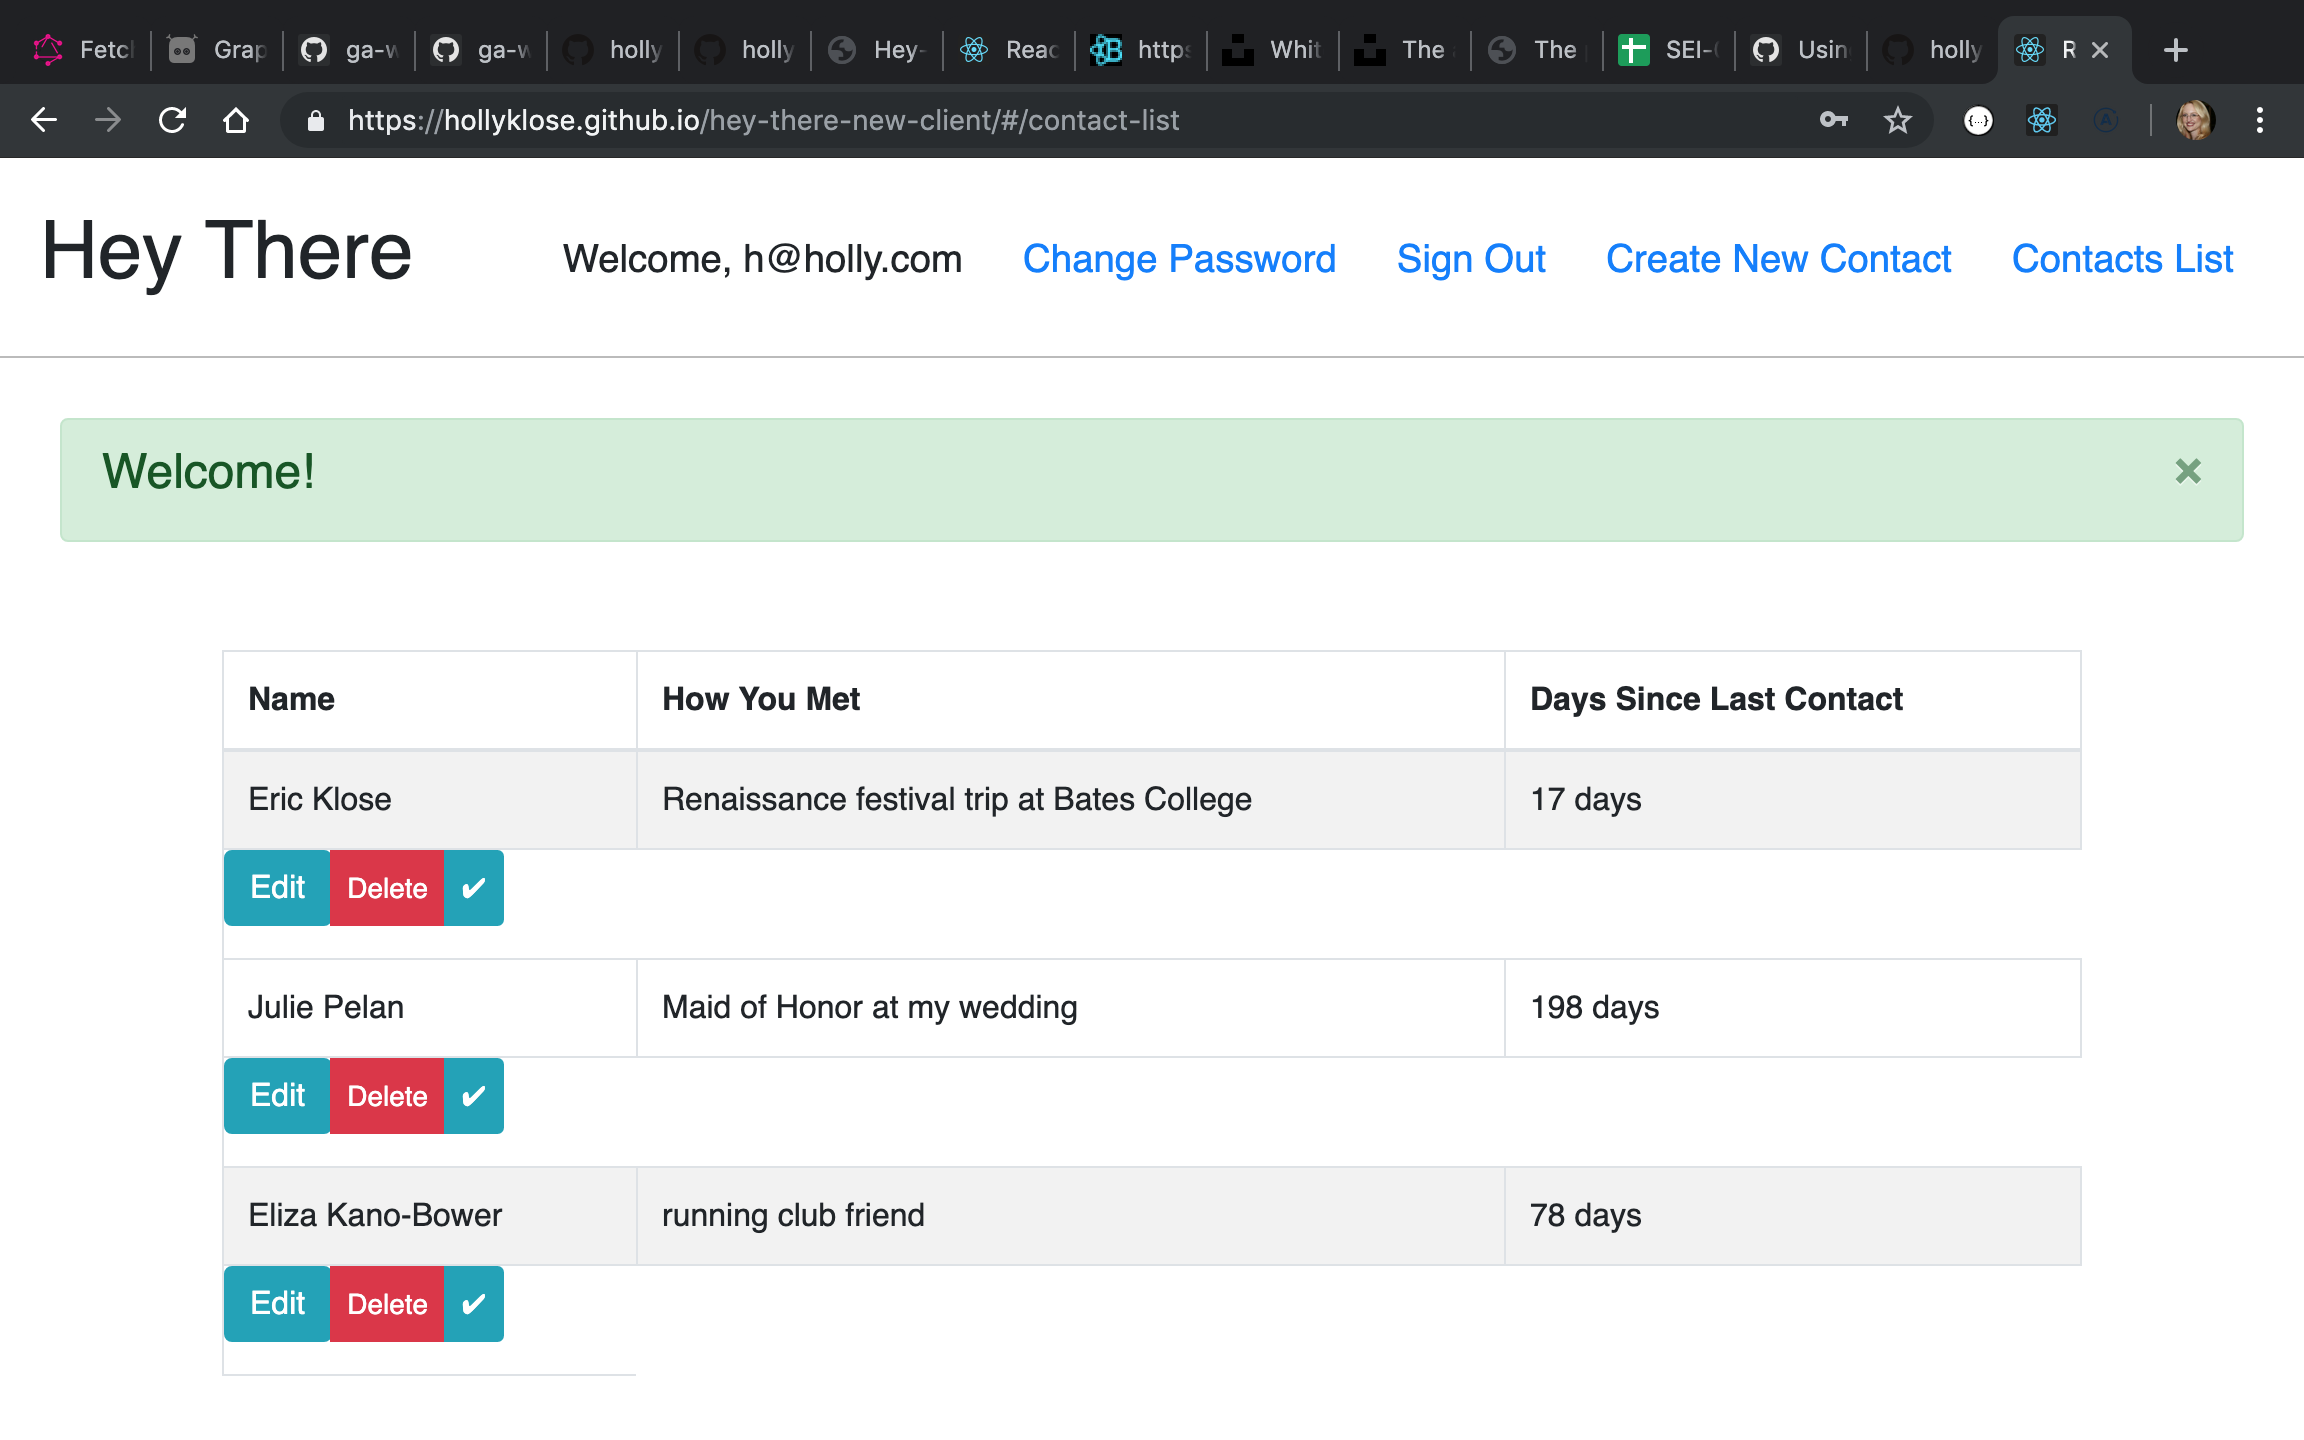 Fetcl Grap ga-w ga-w holly holly Hey- Reac https Whit The The SEI- Usin holly R
https://hollyklose.github.io/hey-there-new-client/#/contact-list
Hey There Welcome, h@holly.com Change Password Sign Out Create New Contact Contacts List
Welcome!
Name How You Met Days Since Last Contact
Eric Klose Renaissance festival trip at Bates College 17 days
Edit Delete ✔
Julie Pelan Maid of Honor at my wedding 198 days
Edit Delete ✔
Eliza Kano-Bower running club friend 78 days
Edit Delete ✔